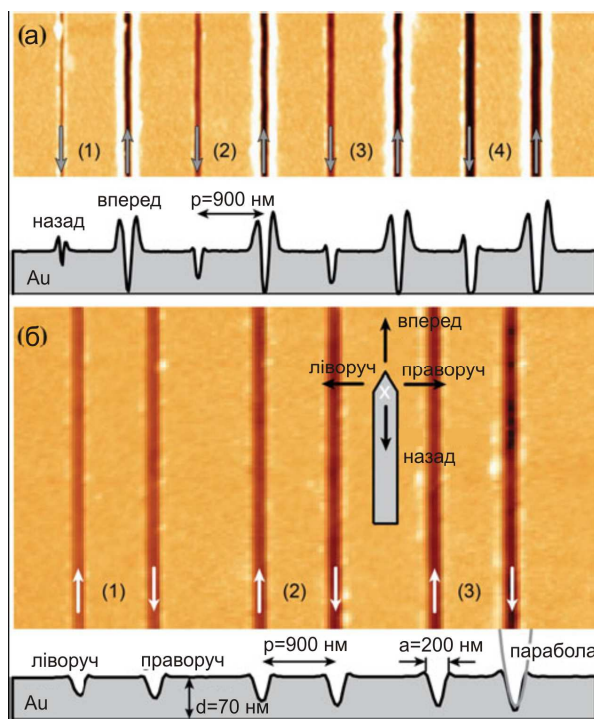 (а)
(1) (2) (3) (4)
вперед p=900 нм
назад
Au
(б)
вперед
ліворуч праворуч
X
назад
(1) (2) (3)
p=900 нм a=200 нм парабола
ліворуч праворуч
Au d=70 нм